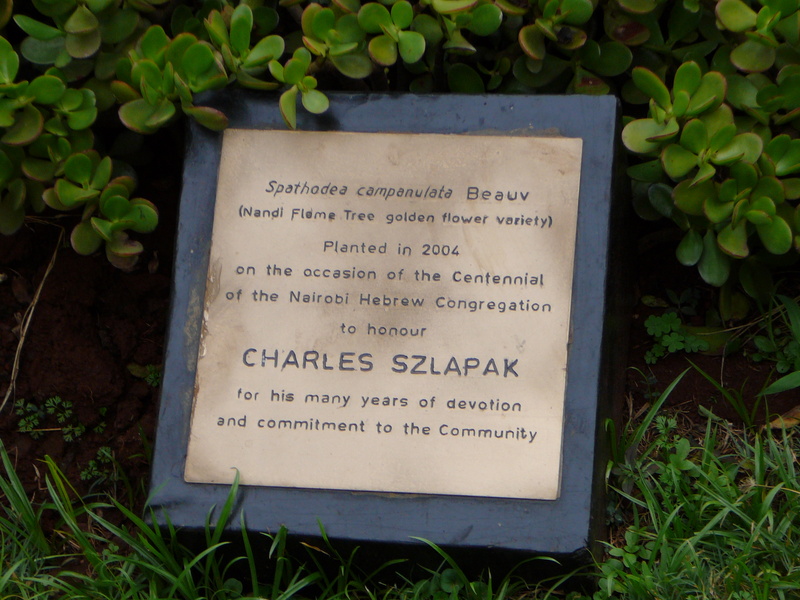 Spathodea campanulata Beauv
(Nandi Flame Tree golden flower variety)
Planted in 2004
on the occasion of the Centennial
of the Nairobi Hebrew Congregation
to honour
CHARLES SZLAPAK
for his many years of devotion
and commitment to the Community